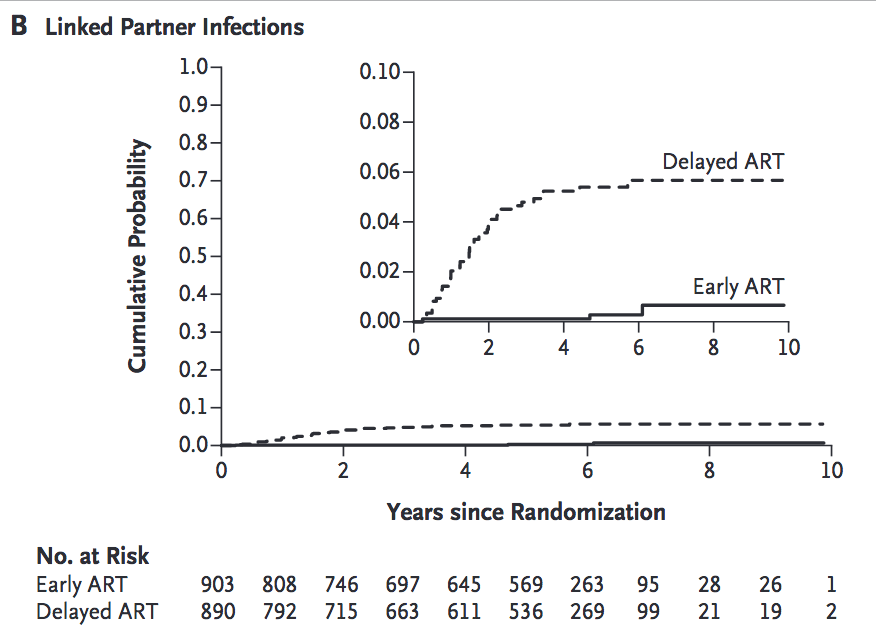 B Linked Partner Infections
Cumulative Probability
1.0
0.9
0.8
0.7
0.6
0.5
0.4
0.3
0.2
0.1
0.0
0 2 4 6 8 10
0.10
0.08
0.06
0.04
0.02
0.00
0 2 4 6 8 10
Delayed ART
Early ART
Years since Randomization
No. at Risk
Early ART 903 808 746 697 645 569 263 95 28 26 1
Delayed ART 890 792 715 663 611 536 269 99 21 19 2